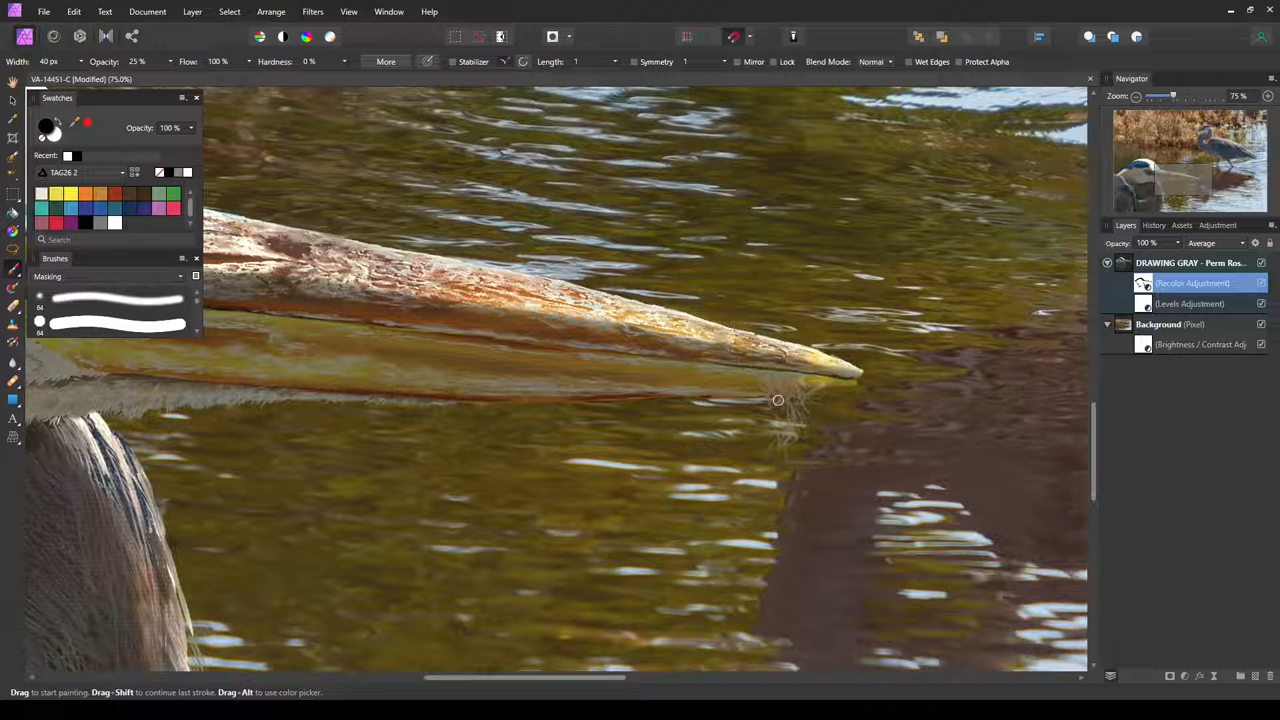 File Edit Text Document Layer Select Arrange Filters View Window Help
Width: 40 px Opacity: 25 % Flow: 100 % Hardness: 0 % More Stabilizer Length: 1 Symmetry 1 Mirror Lock Blend Mode: Normal Wet Edges Protect Alpha
VA-14451-C [Modified] (75.0%)
Swatches
Opacity: 100 %
Recent:
TAG26 2
Search
Brushes
Masking
64
64
Navigator
Zoom: 75 %
Layers History Assets Adjustment
Opacity: 100 % Average
DRAWING GRAY - Perm Ros...
(Recolor Adjustment)
(Levels Adjustment)
Background (Pixel)
(Brightness / Contrast Adj
Drag to start painting. Drag+Shift to continue last stroke. Drag+Alt to use color picker.